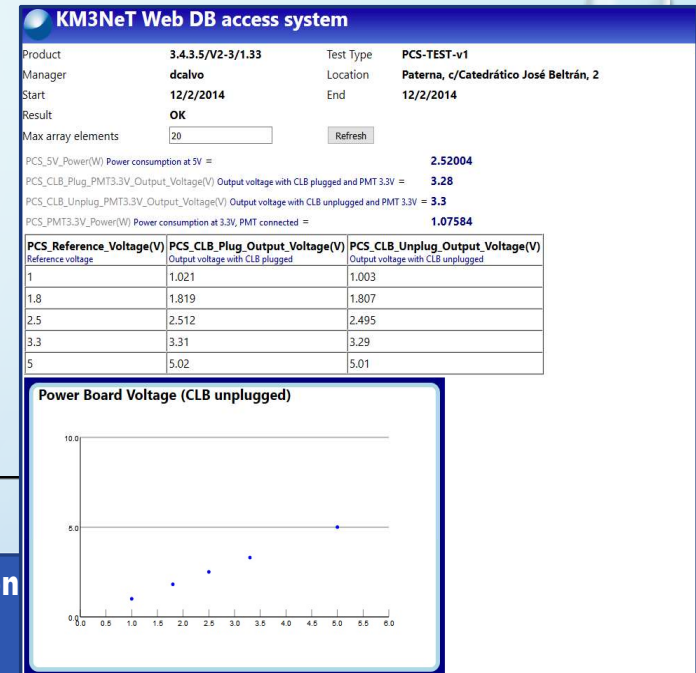 KM3NeT Web DB access system
Product 3.4.3.5/V2-3/1.33 Test Type PCS-TEST-v1
Manager dcalvo Location Paterna, c/Catedrático José Beltrán, 2
Start 12/2/2014 End 12/2/2014
Result OK
Max array elements 20 Refresh
PCS_5V_Power(W) Power consumption at 5V = 2.52004
PCS_CLB_Plug_PMT3.3V_Output_Voltage(V) Output voltage with CLB plugged and PMT 3.3V = 3.28
PCS_CLB_Unplug_PMT3.3V_Output_Voltage(V) Output voltage with CLB unplugged and PMT 3.3V = 3.3
PCS_PMT3.3V_Power(W) Power consumption at 3.3V, PMT connected = 1.07584
PCS_Reference_Voltage(V) PCS_CLB_Plug_Output_Voltage(V) PCS_CLB_Unplug_Output_Voltage(V)
Reference voltage Output voltage with CLB plugged Output voltage with CLB unplugged
1 1.021 1.003
1.8 1.819 1.807
2.5 2.512 2.495
3.3 3.31 3.29
5 5.02 5.01
Power Board Voltage (CLB unplugged)
10.0
5.0
0.0
0.0 0.5 1.0 1.5 2.0 2.5 3.0 3.5 4.0 4.5 5.0 5.5 6.0
n